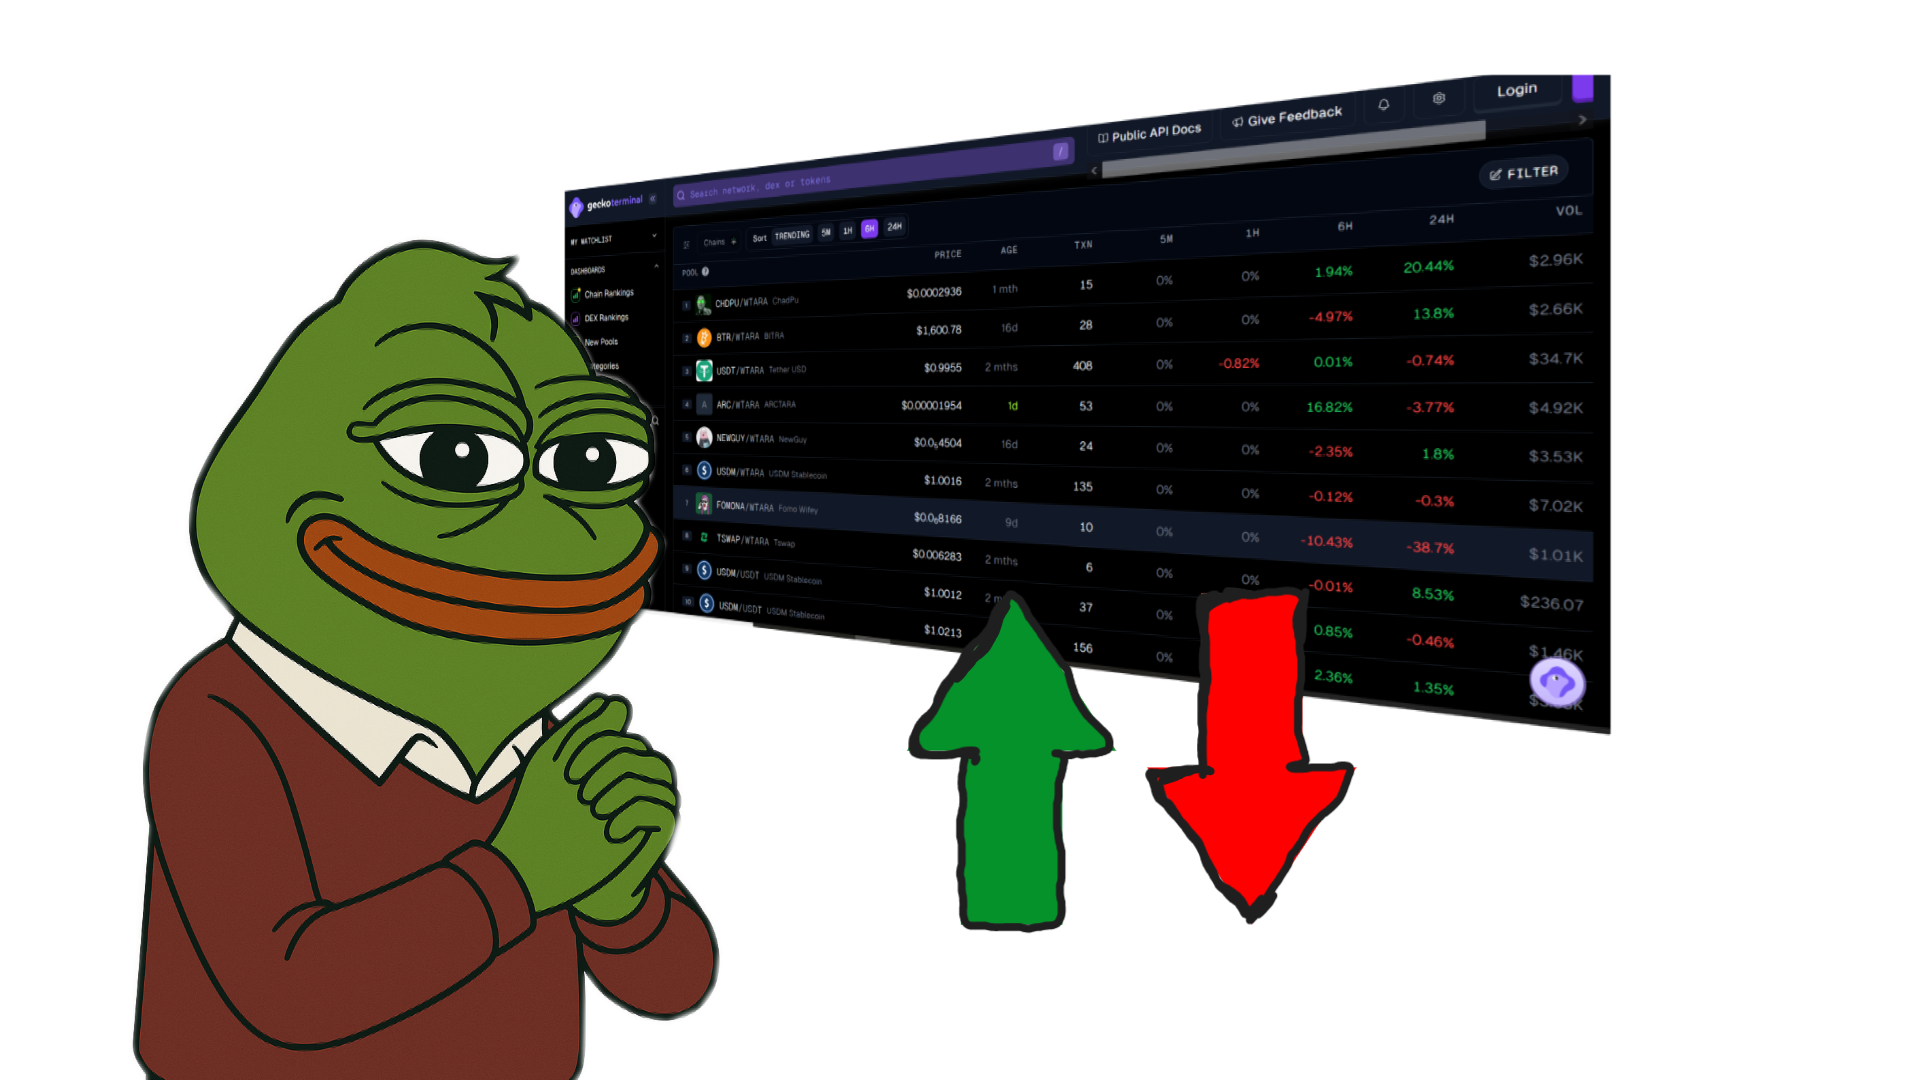 Login
Public API Docs
Give Feedback
geckoterminal
Search network, dex or tokens
/
FILTER
MY WATCHLIST
DASHBOARDS
Chain Rankings
DEX Rankings
New Pools
tegories
Chains
Sort TRENDING 5M 1H 6H 24H
POOL PRICE AGE TXN 5M 1H 6H 24H VOL
1 CHDPU/WTARA ChadPu $0.0002936 1 mth 15 0% 0% 1.94% 20.44% $2.96K
2 BTR/WTARA BITRA $1,600.78 16d 28 0% 0% -4.97% 13.8% $2.66K
3 USDT/WTARA Tether USD $0.9955 2 mths 408 0% -0.82% 0.01% -0.74% $34.7K
4 A ARC/WTARA ARCTARA $0.00001954 1d 53 0% 0% 16.82% -3.77% $4.92K
5 NEWGUY/WTARA NewGuy $0.0₅4504 16d 24 0% 0% -2.35% 1.8% $3.53K
6 USDM/WTARA USDM Stablecoin $1.0016 2 mths 135 0% 0% -0.12% -0.3% $7.02K
7 FOMONA/WTARA Fomo Wifey $0.0₆8166 9d 10 0% 0% -10.43% -38.7% $1.01K
8 TSWAP/WTARA Tswap $0.006283 2 mths 6 0% 0% -0.01% 8.53% $236.07
9 USDM/USDT USDM Stablecoin $1.0012 2 m 37 0% 0.85% -0.46% $1.46K
10 USDM/USDT USDM Stablecoin $1.0213 156 0% 2.36% 1.35%